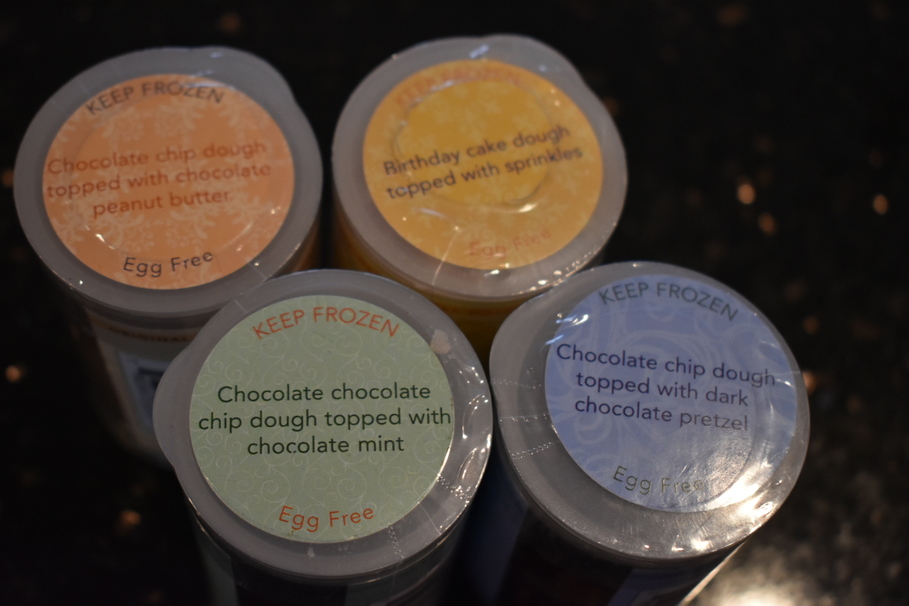 KEEP FROZEN
Chocolate chip dough
topped with chocolate
peanut butter
Egg Free
KEEP FROZEN
Birthday cake dough
topped with sprinkles
Egg Free
KEEP FROZEN
Chocolate chocolate
chip dough topped with
chocolate mint
Egg Free
KEEP FROZEN
Chocolate chip dough
topped with dark
chocolate pretzel
Egg Free